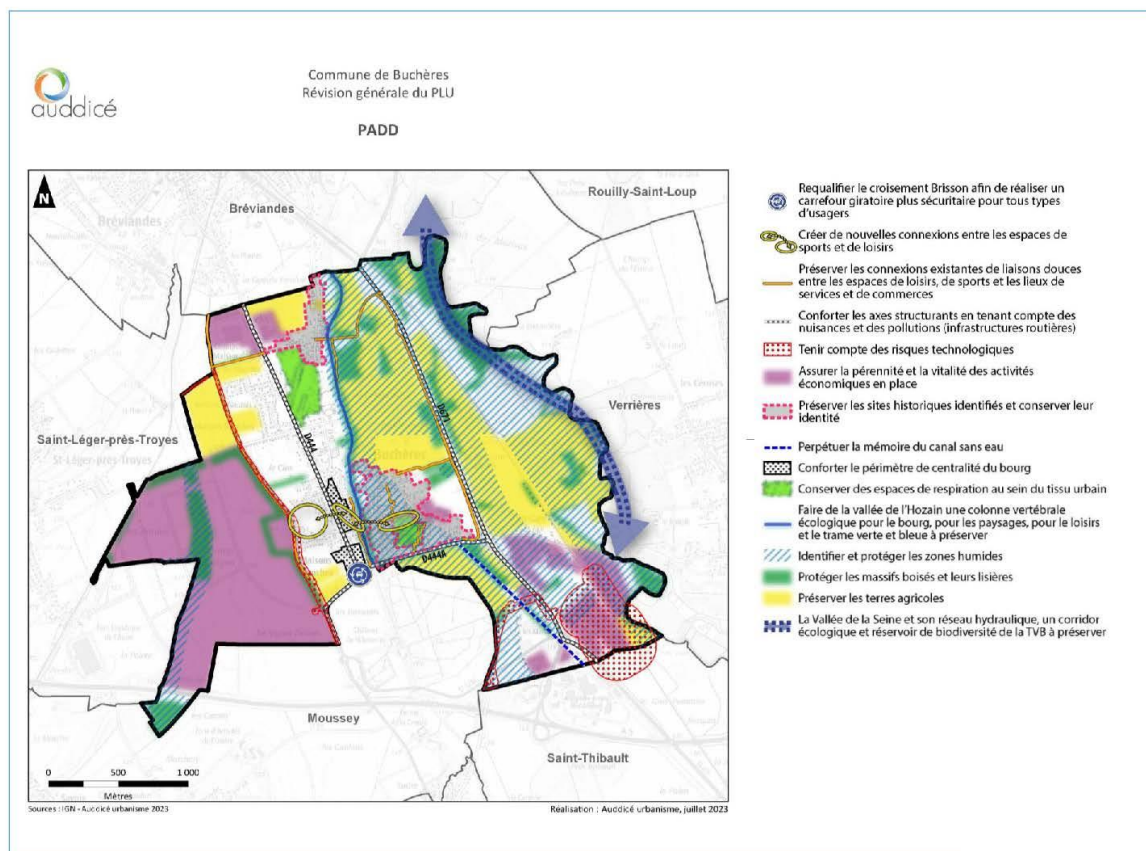 auddicé
Commune de Buchères
Révision générale du PLU
PADD
N
Bréviandes
Bréviandes
Rouilly-Saint-Loup
Verrières
Saint-Léger-près-Troyes
St-Léger-près-Troyes
Buchères
D444
D671
D444A
Moussey
Saint-Thibault
0 500 1 000
Mètres
Sources : IGN - Auddicé urbanisme 2023
Réalisation : Auddicé urbanisme, juillet 2023
Requalifier le croisement Brisson afin de réaliser un
carrefour giratoire plus sécuritaire pour tous types
d'usagers
Créer de nouvelles connexions entre les espaces de
sports et de loisirs
Préserver les connexions existantes de liaisons douces
entre les espaces de loisirs, de sports et les lieux de
services et de commerces
Conforter les axes structurants en tenant compte des
nuisances et des pollutions (infrastructures routières)
Tenir compte des risques technologiques
Assurer la pérennité et la vitalité des activités
économiques en place
Préserver les sites historiques identifiés et conserver leur
identité
Perpétuer la mémoire du canal sans eau
Conforter le périmètre de centralité du bourg
Conserver des espaces de respiration au sein du tissu urbain
Faire de la vallée de l'Hozain une colonne vertébrale
écologique pour le bourg, pour les paysages, pour le loisirs
et le trame verte et bleue à préserver
Identifier et protéger les zones humides
Protéger les massifs boisés et leurs lisières
Préserver les terres agricoles
La Vallée de la Seine et son réseau hydraulique, un corridor
écologique et réservoir de biodiversité de la TVB à préserver